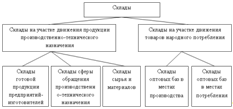 Склады
Склады на участке движения продукции
производственно-технического
назначения
Склады на участке движения
товаров народного потребления
Склады
готовой
продукции
предприятий-
изготовителей
Склады сферы
обращения
производственн
о-технического
назначения
Склады
сырья и
материалов
Склады
оптовых баз в
местах
производства
Склады
оптовых баз в
местах
потребления